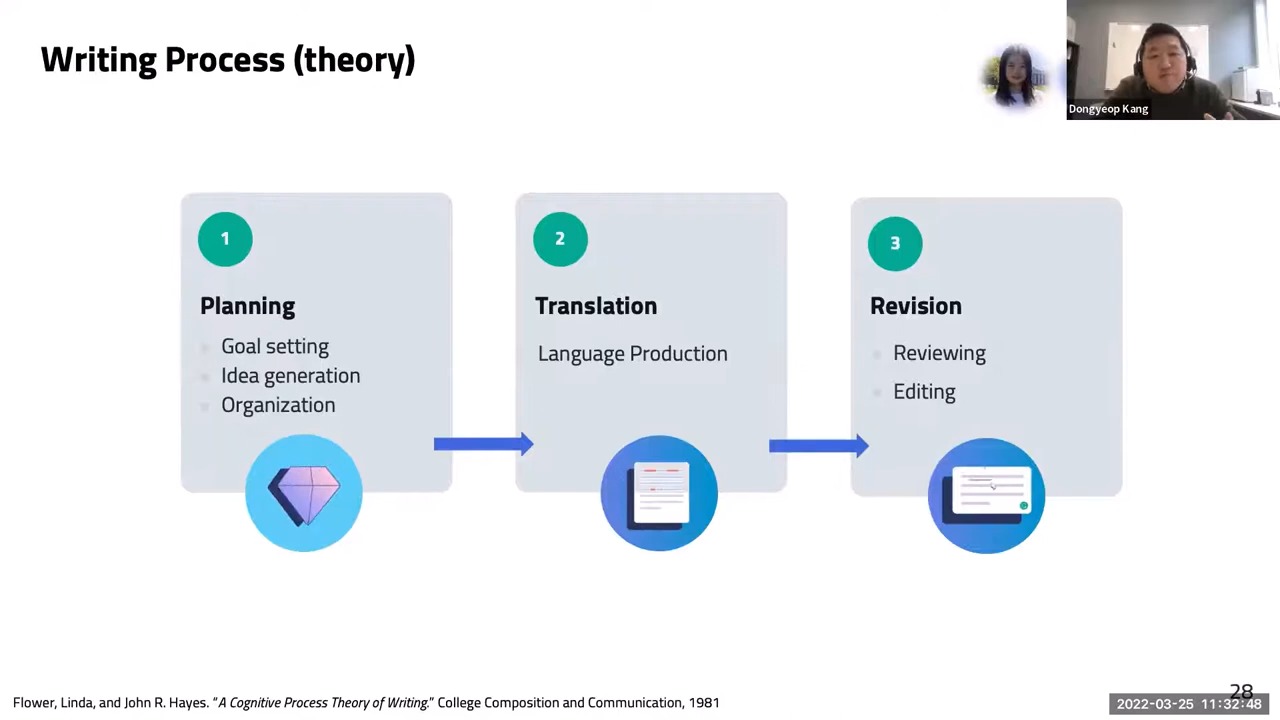 Writing Process (theory)
Dongyeop Kang
1
Planning
Goal setting
Idea generation
Organization
2
Translation
Language Production
3
Revision
Reviewing
Editing
Flower, Linda, and John R. Hayes. “A Cognitive Process Theory of Writing.” College Composition and Communication, 1981
28
2022-03-25 11:32:48